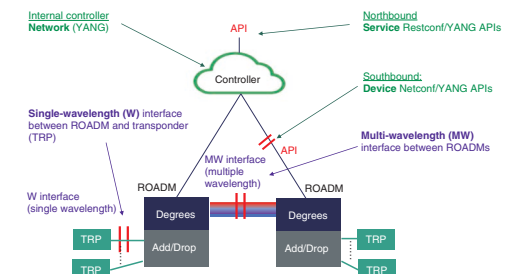 Internal controller
Network (YANG)
API
Northbound
Service Restconf/YANG APIs
Controller
Southbound:
Device Netconf/YANG APIs
Single-wavelength (W) interface
between ROADM and transponder
(TRP)
API
Multi-wavelength (MW)
interface between ROADMs
MW interface
(multiple
wavelength)
ROADM
ROADM
W interface
(single wavelength)
Degrees
Degrees
TRP
Add/Drop
Add/Drop
TRP
TRP
TRP